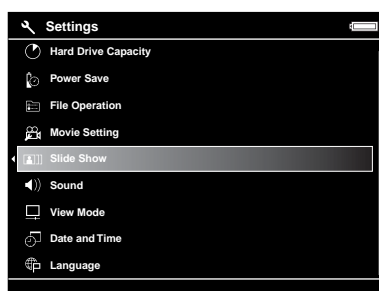 Settings
Hard Drive Capacity
Power Save
File Operation
Movie Setting
Slide Show
Sound
View Mode
Date and Time
Language